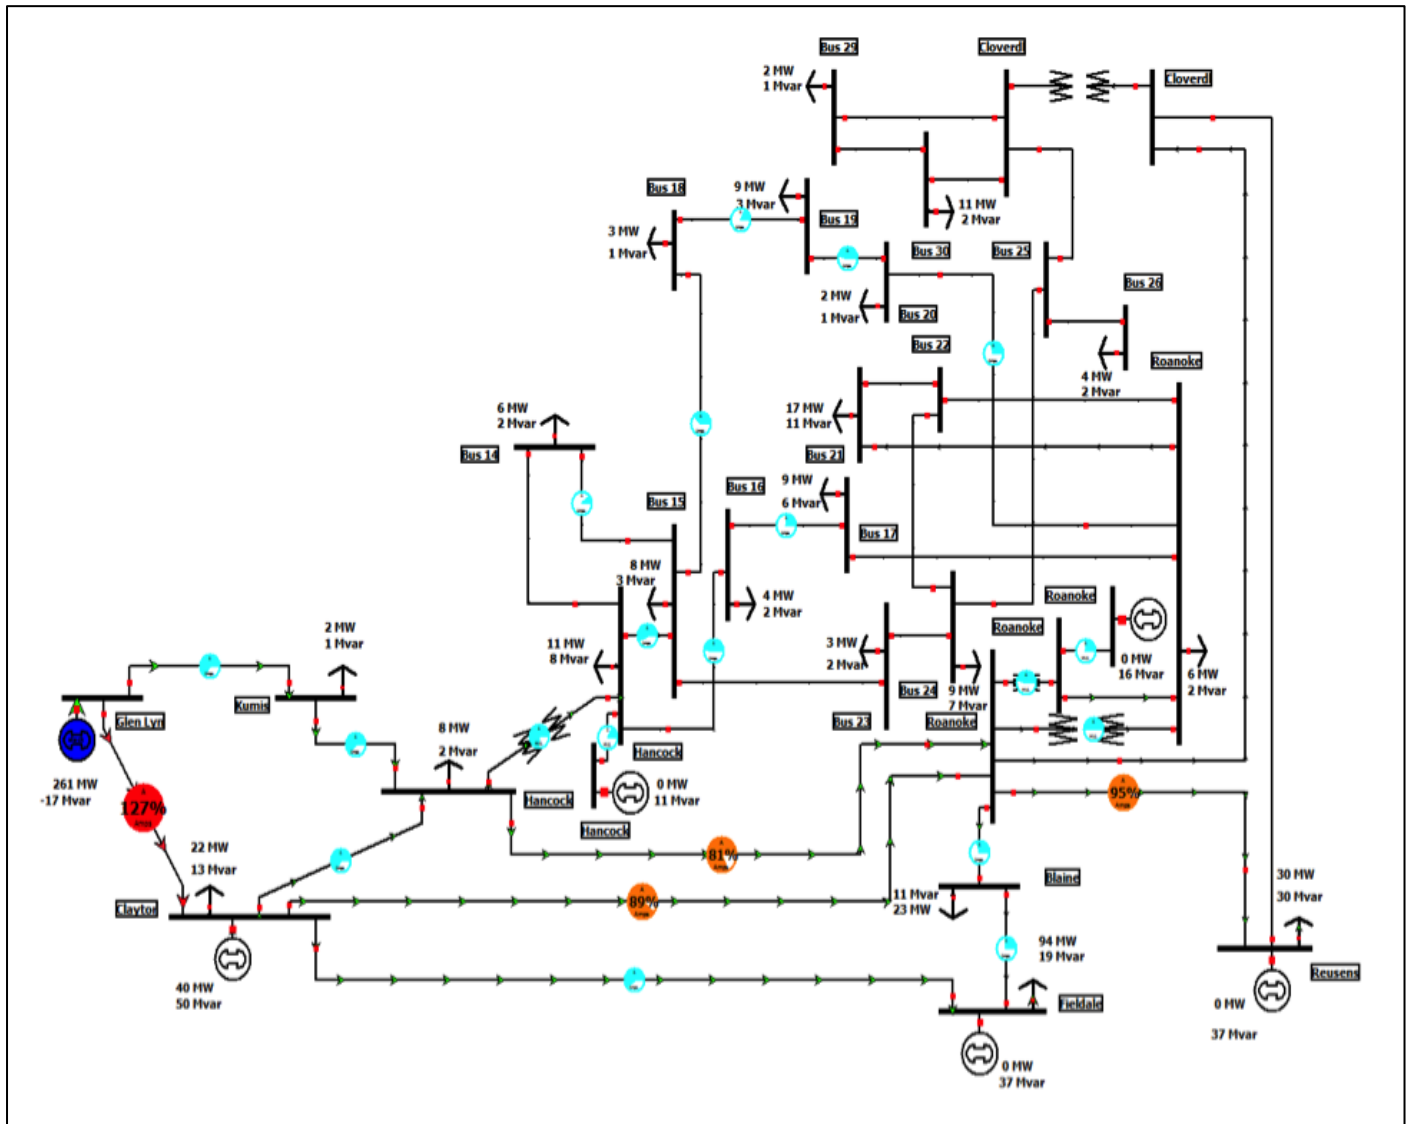 Bus 29
Cloverdl
2 MW
1 Mvar
Cloverdl
Bus 18
9 MW
3 Mvar
Bus 19
11 MW
2 Mvar
3 MW
1 Mvar
Bus 30
Bus 25
Bus 26
2 MW
1 Mvar
Bus 20
Bus 22
Roanoke
4 MW
2 Mvar
6 MW
2 Mvar
17 MW
11 Mvar
Bus 14
Bus 21
Bus 16
9 MW
6 Mvar
Bus 15
Bus 17
8 MW
3 Mvar
4 MW
2 Mvar
Roanoke
Roanoke
2 MW
1 Mvar
11 MW
8 Mvar
3 MW
2 Mvar
0 MW
16 Mvar
6 MW
2 Mvar
Bus 24
9 MW
7 Mvar
Kumis
Glen Lyn
8 MW
2 Mvar
Bus 23
Roanoke
Hancock
261 MW
-17 Mvar
0 MW
11 Mvar
Hancock
Hancock
127%
Amps
95%
Amps
22 MW
13 Mvar
81%
Amps
Blaine
30 MW
30 Mvar
11 Mvar
23 MW
Claytor
89%
Amps
94 MW
19 Mvar
Reusens
40 MW
50 Mvar
Fieldale
0 MW
37 Mvar
0 MW
37 Mvar